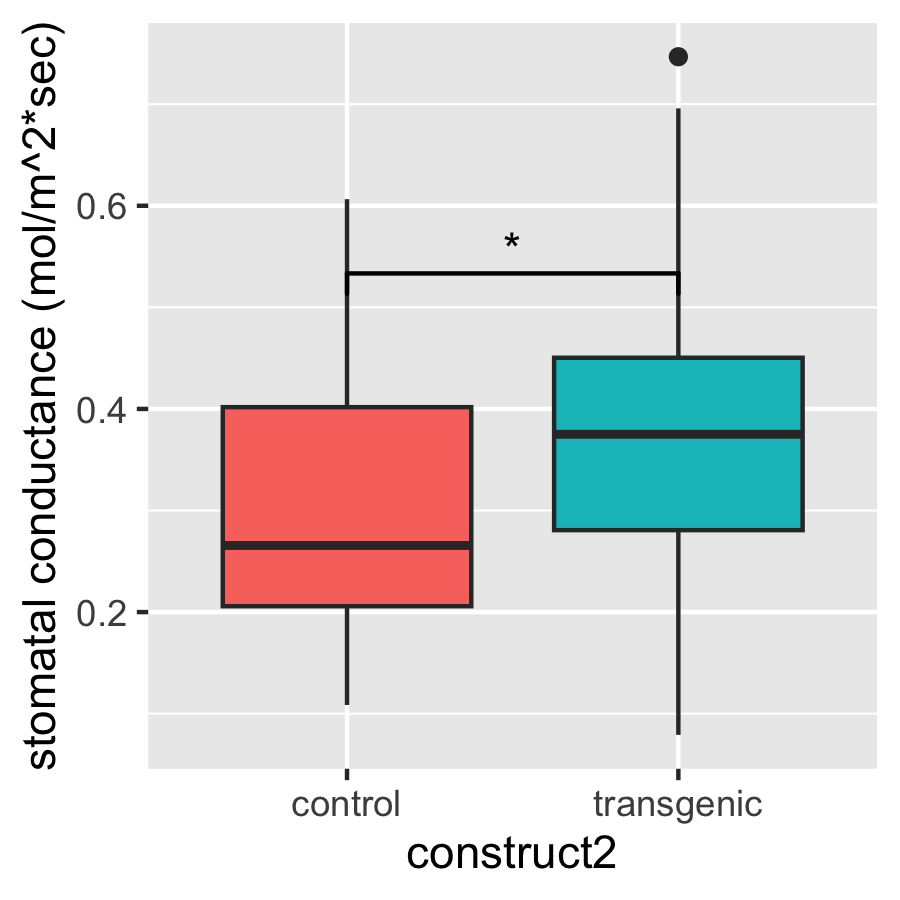 stomatal conductance (mol/m^2*sec)
0.6
0.4
0.2
*
control
transgenic
construct2